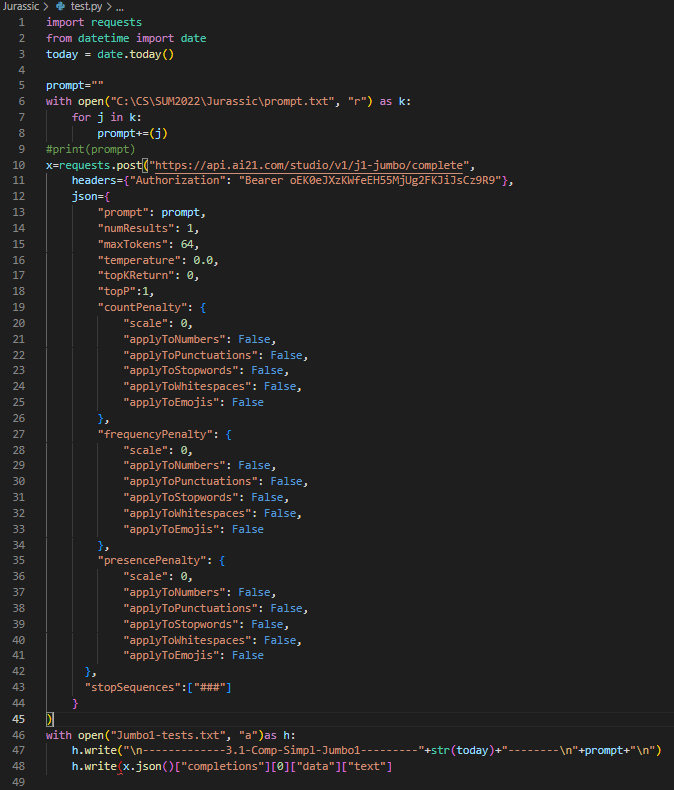 Jurassic > test.py > ...
1 import requests
2 from datetime import date
3 today = date.today()
4
5 prompt=""
6 with open("C:\CS\SUM2022\Jurassic\prompt.txt", "r") as k:
7     for j in k:
8         prompt+=(j)
9 #print(prompt)
10 x=requests.post("https://api.ai21.com/studio/v1/j1-jumbo/complete",
11     headers={"Authorization": "Bearer oEK0eJXzKWfeEH55MjUg2FKJiJsCz9R9"},
12     json={
13         "prompt": prompt,
14         "numResults": 1,
15         "maxTokens": 64,
16         "temperature": 0.0,
17         "topKReturn": 0,
18         "topP":1,
19         "countPenalty": {
20             "scale": 0,
21             "applyToNumbers": False,
22             "applyToPunctuations": False,
23             "applyToStopwords": False,
24             "applyToWhitespaces": False,
25             "applyToEmojis": False
26         },
27         "frequencyPenalty": {
28             "scale": 0,
29             "applyToNumbers": False,
30             "applyToPunctuations": False,
31             "applyToStopwords": False,
32             "applyToWhitespaces": False,
33             "applyToEmojis": False
34         },
35         "presencePenalty": {
36             "scale": 0,
37             "applyToNumbers": False,
38             "applyToPunctuations": False,
39             "applyToStopwords": False,
40             "applyToWhitespaces": False,
41             "applyToEmojis": False
42       },
43       "stopSequences":["###"]
44     }
45 )
46 with open("Jumbo1-tests.txt", "a")as h:
47     h.write("\n-------------3.1-Comp-Simpl-Jumbo1---------"+str(today)+"--------\n"+prompt+"\n")
48     h.write(x.json()["completions"][0]["data"]["text"]
49